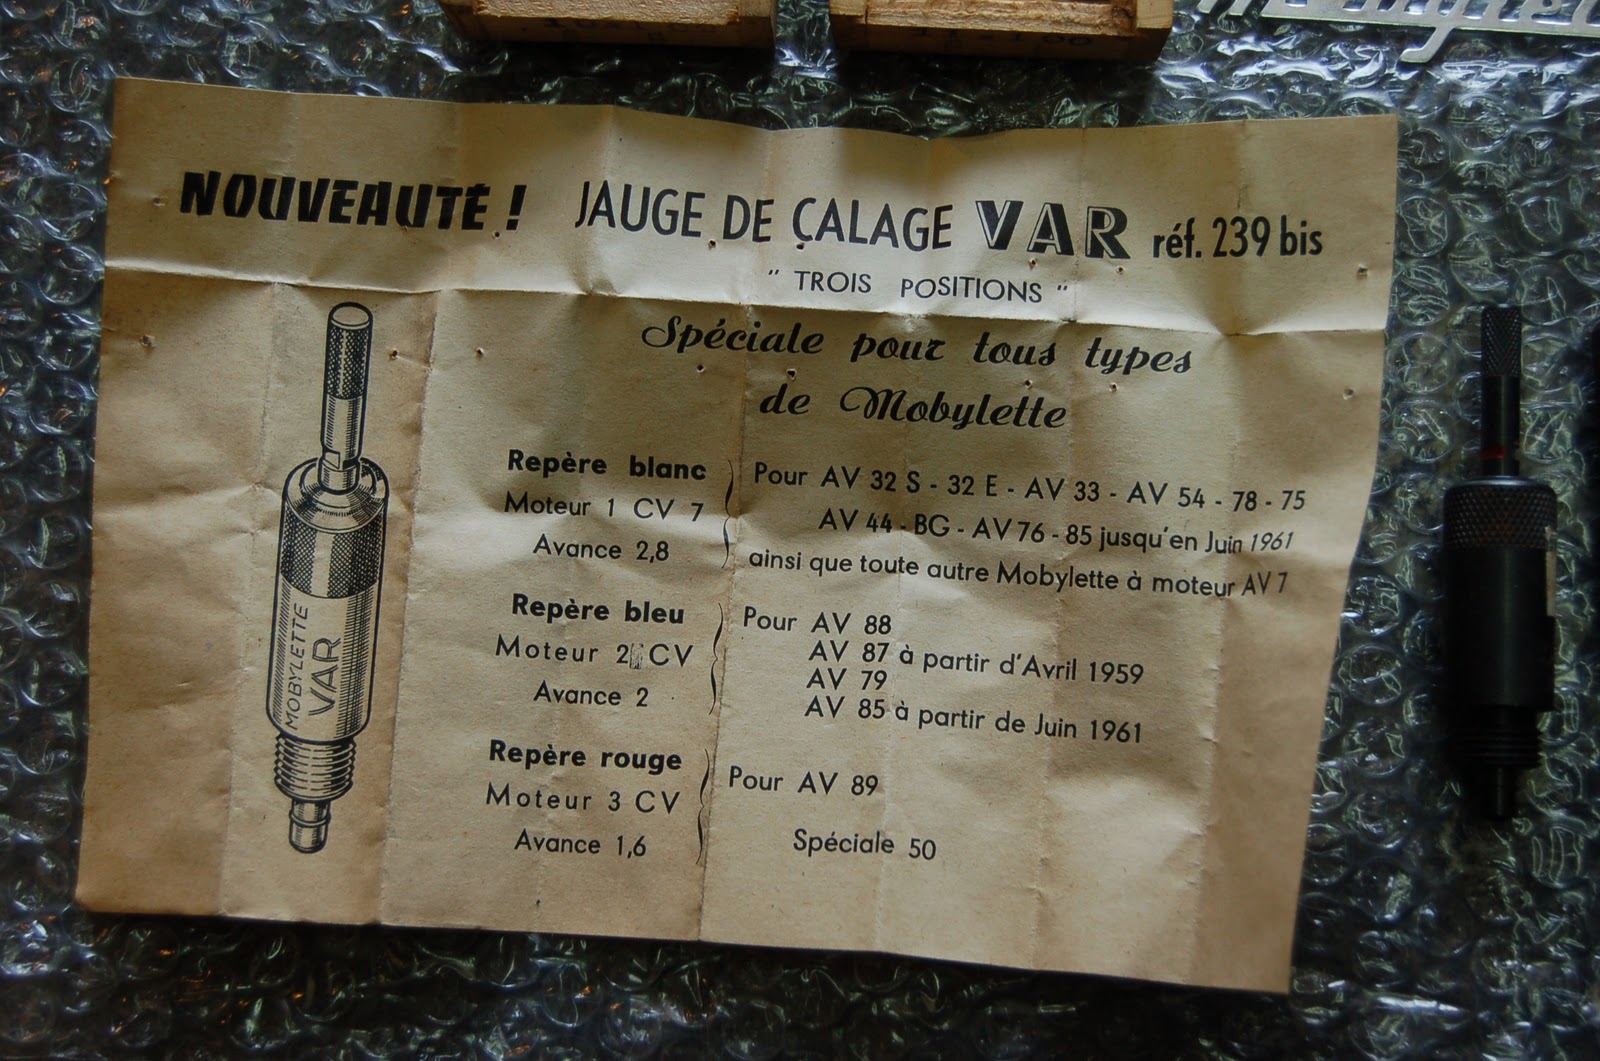 NOUVEAUTÉ ! JAUGE DE CALAGE VAR réf. 239 bis
" TROIS POSITIONS "
Spéciale pour tous types
de Mobylette
Repère blanc
Moteur 1 CV 7
Avance 2,8
Pour AV 32 S - 32 E - AV 33 - AV 54 - 78 - 75
AV 44 - BG - AV 76 - 85 jusqu'en Juin 1961
ainsi que toute autre Mobylette à moteur AV 7
Repère bleu
Moteur 2 CV
Avance 2
Pour AV 88
AV 87 à partir d'Avril 1959
AV 79
AV 85 à partir de Juin 1961
Repère rouge
Moteur 3 CV
Avance 1,6
Pour AV 89
Spéciale 50
MOBYLETTE
VAR